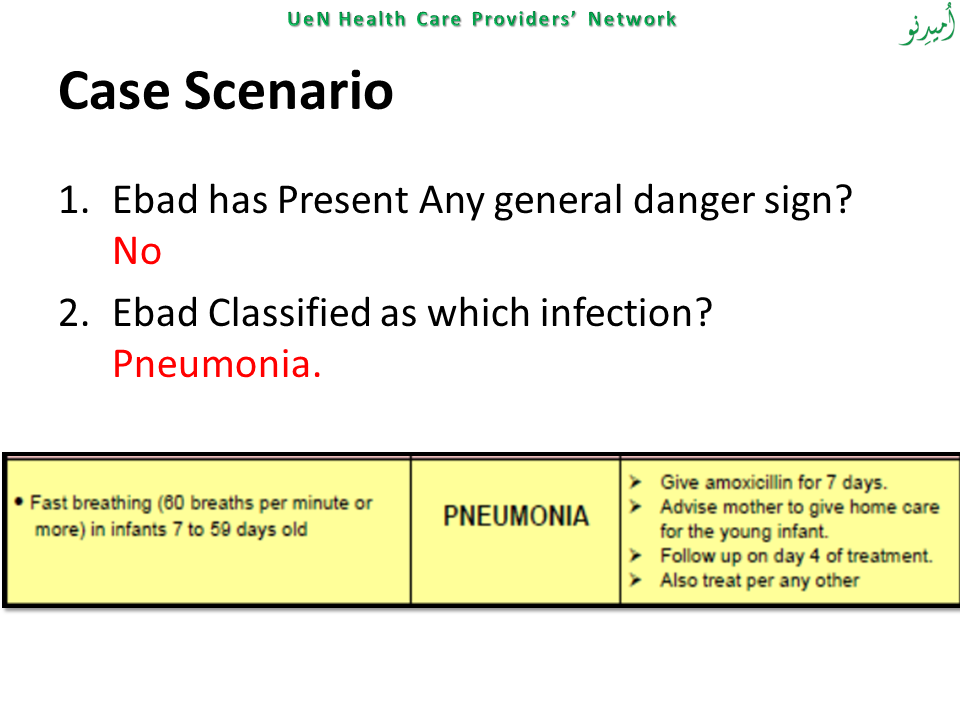 UeN Health Care Providers’ Network
اُمیدِنو
Case Scenario
1. Ebad has Present Any general danger sign?
No
2. Ebad Classified as which infection?
Pneumonia.
• Fast breathing (60 breaths per minute or
more) in infants 7 to 59 days old
PNEUMONIA
➢ Give amoxicillin for 7 days.
➢ Advise mother to give home care
for the young infant.
➢ Follow up on day 4 of treatment.
➢ Also treat per any other